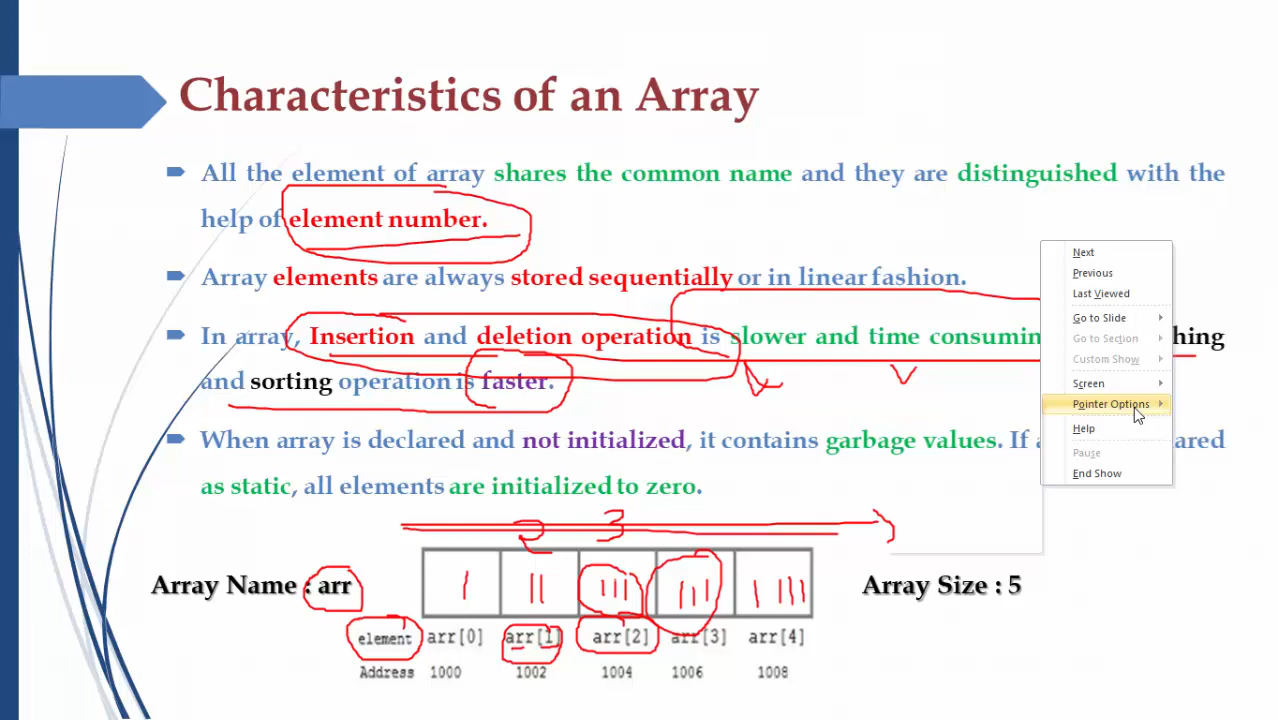 Characteristics of an Array
All the element of array shares the common name and they are distinguished with the
help of element number.
Array elements are always stored sequentially or in linear fashion.
In array, Insertion and deletion operation is slower and time consuming
and sorting operation is faster.
When array is declared and not initialized, it contains garbage values. If
as static, all elements are initialized to zero.
Next
Previous
Last Viewed
Go to Slide
Go to Section
Custom Show
Screen
Pointer Options
Help
Pause
End Show
2 3
Array Name : arr
Array Size : 5
element arr[0] arr[1] arr[2] arr[3] arr[4]
Address 1000 1002 1004 1006 1008